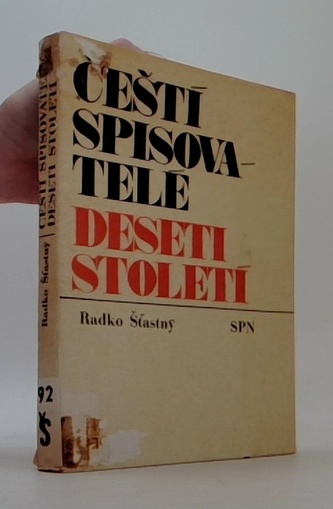 ČEŠTÍ
SPISOVA-
TELÉ
DESETI
STOLETÍ
Radko Šťastný SPN
Radko Šťastný
ČEŠTÍ SPISOVATELÉ
DESETI STOLETÍ
92
Š